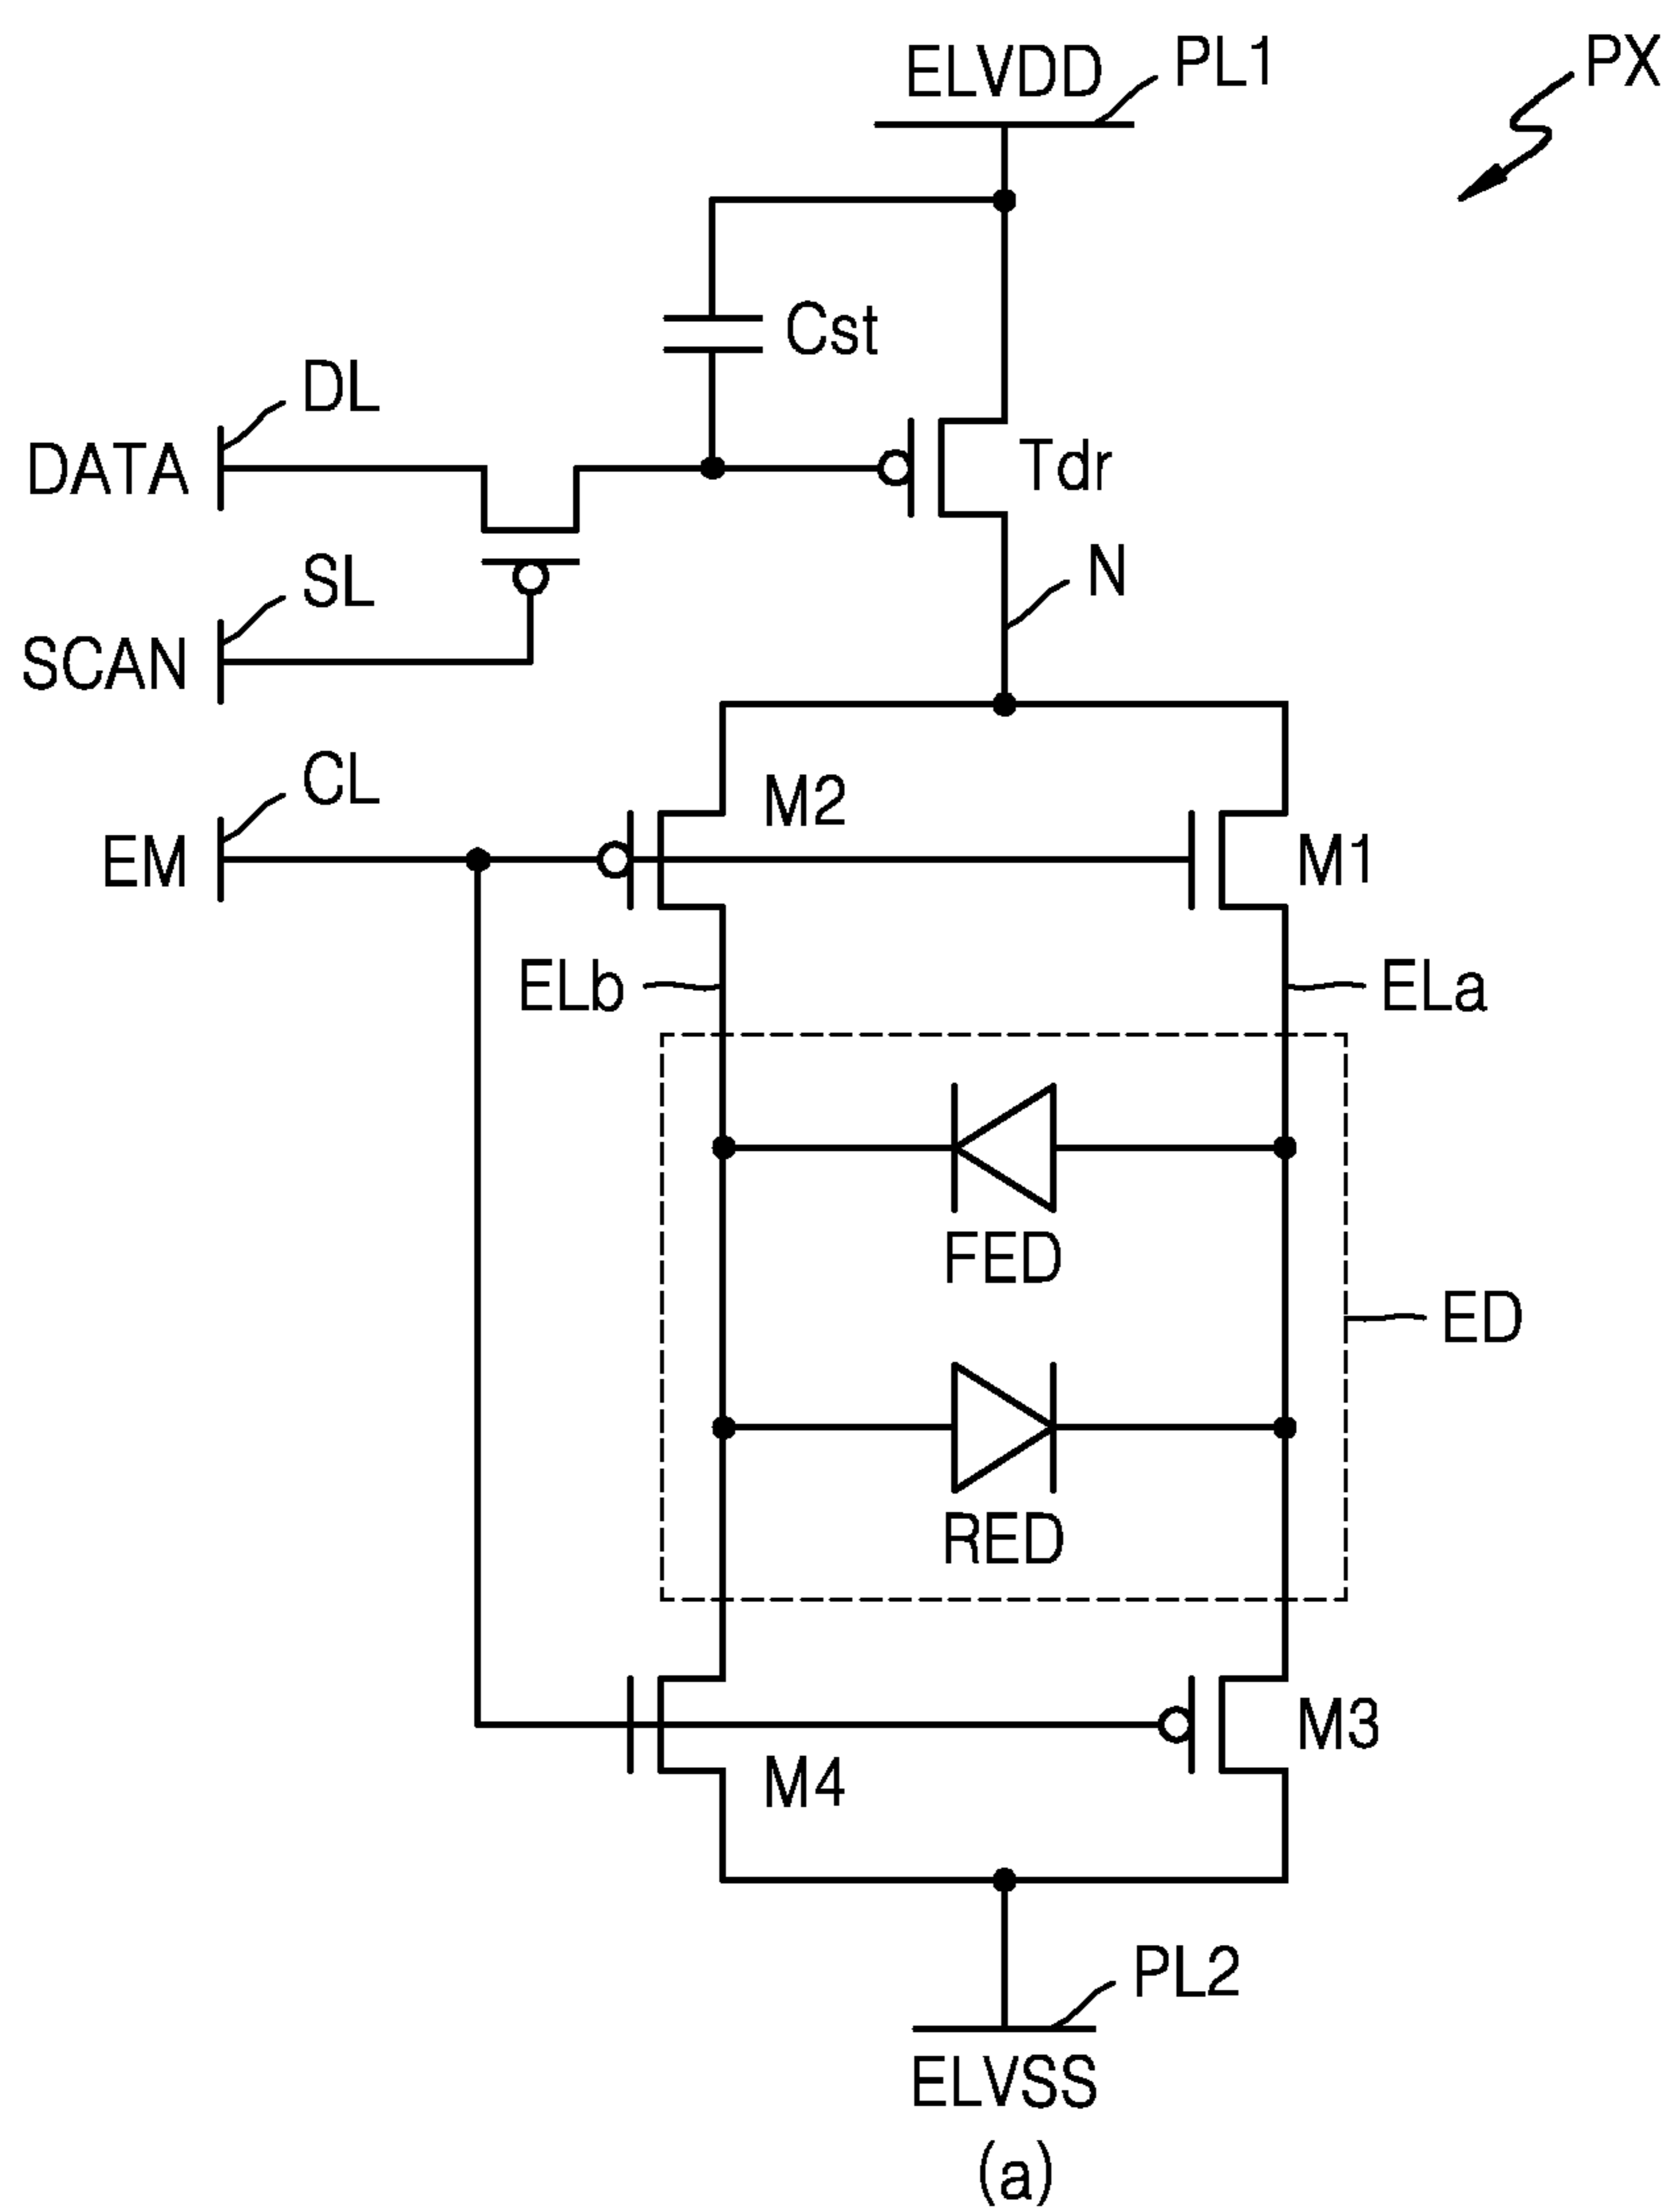 ELVDD
PL1
PX
Cst
DL
DATA
Tdr
SL
N
SCAN
CL
M2
EM
M1
ELb
ELa
FED
ED
RED
M3
M4
PL2
ELVSS
(a)